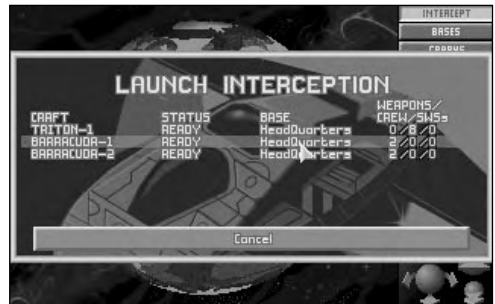 INTERCEPT
BASES
GRAPHS
LAUNCH INTERCEPTION
WEAPONS/
CRAFT STATUS BASE CREW/SWSs
TRITON-1 READY HeadQuarters 0/8/0
BARRACUDA-1 READY HeadQuarters 2/0/0
BARRACUDA-2 READY HeadQuarters 2/0/0
Cancel